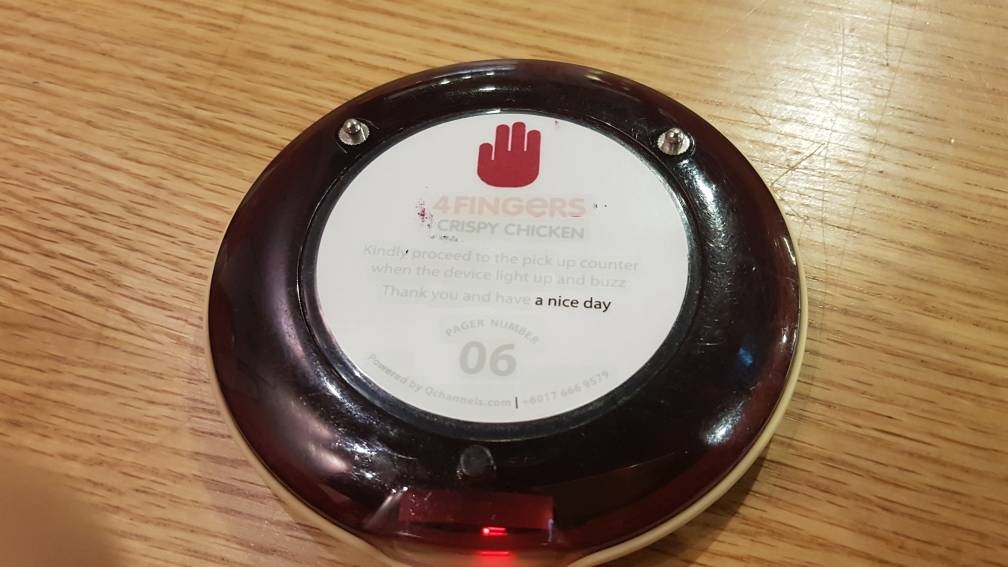 4FINGERS
CRISPY CHICKEN
Kindly proceed to the pick up counter
when the device light up and buzz
Thank you and have a nice day
PAGER NUMBER
06
Powered by Qchannels.com | +6017 666 9579